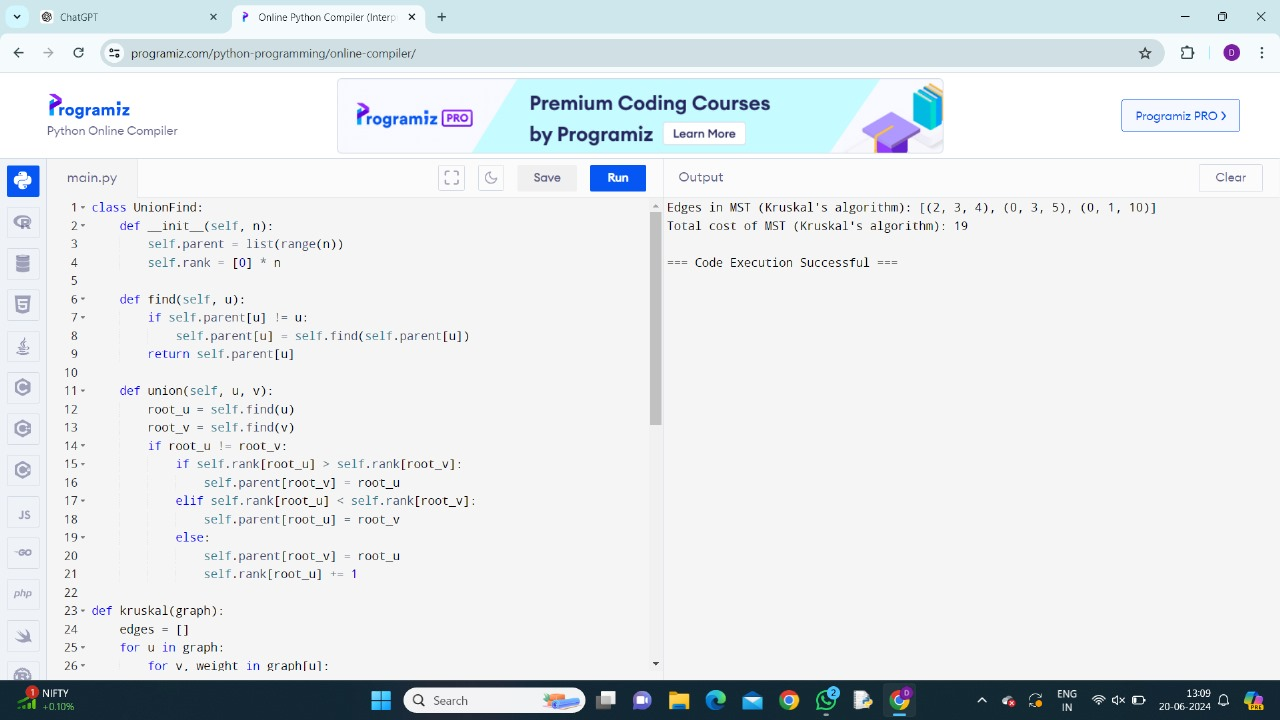 ChatGPT
Online Python Compiler (Interp
programiz.com/python-programming/online-compiler/
D
Programiz
Python Online Compiler
Programiz PRO
Premium Coding Courses
by Programiz
Learn More
Programiz PRO
main.py
Save
Run
Output
Clear
1 class UnionFind:
2 def __init__(self, n):
3 self.parent = list(range(n))
4 self.rank = [0] * n
5
6 def find(self, u):
7 if self.parent[u] != u:
8 self.parent[u] = self.find(self.parent[u])
9 return self.parent[u]
10
11 def union(self, u, v):
12 root_u = self.find(u)
13 root_v = self.find(v)
14 if root_u != root_v:
15 if self.rank[root_u] > self.rank[root_v]:
16 self.parent[root_v] = root_u
17 elif self.rank[root_u] < self.rank[root_v]:
18 self.parent[root_u] = root_v
19 else:
20 self.parent[root_v] = root_u
21 self.rank[root_u] += 1
22
23 def kruskal(graph):
24 edges = []
25 for u in graph:
26 for v, weight in graph[u]:
Edges in MST (Kruskal's algorithm): [(2, 3, 4), (0, 3, 5), (0, 1, 10)]
Total cost of MST (Kruskal's algorithm): 19
=== Code Execution Successful ===
R
5
C
C
C
JS
GO
php
R
1
NIFTY
+0.10%
Search
2
D
ENG
IN
13:09
20-06-2024
PRE